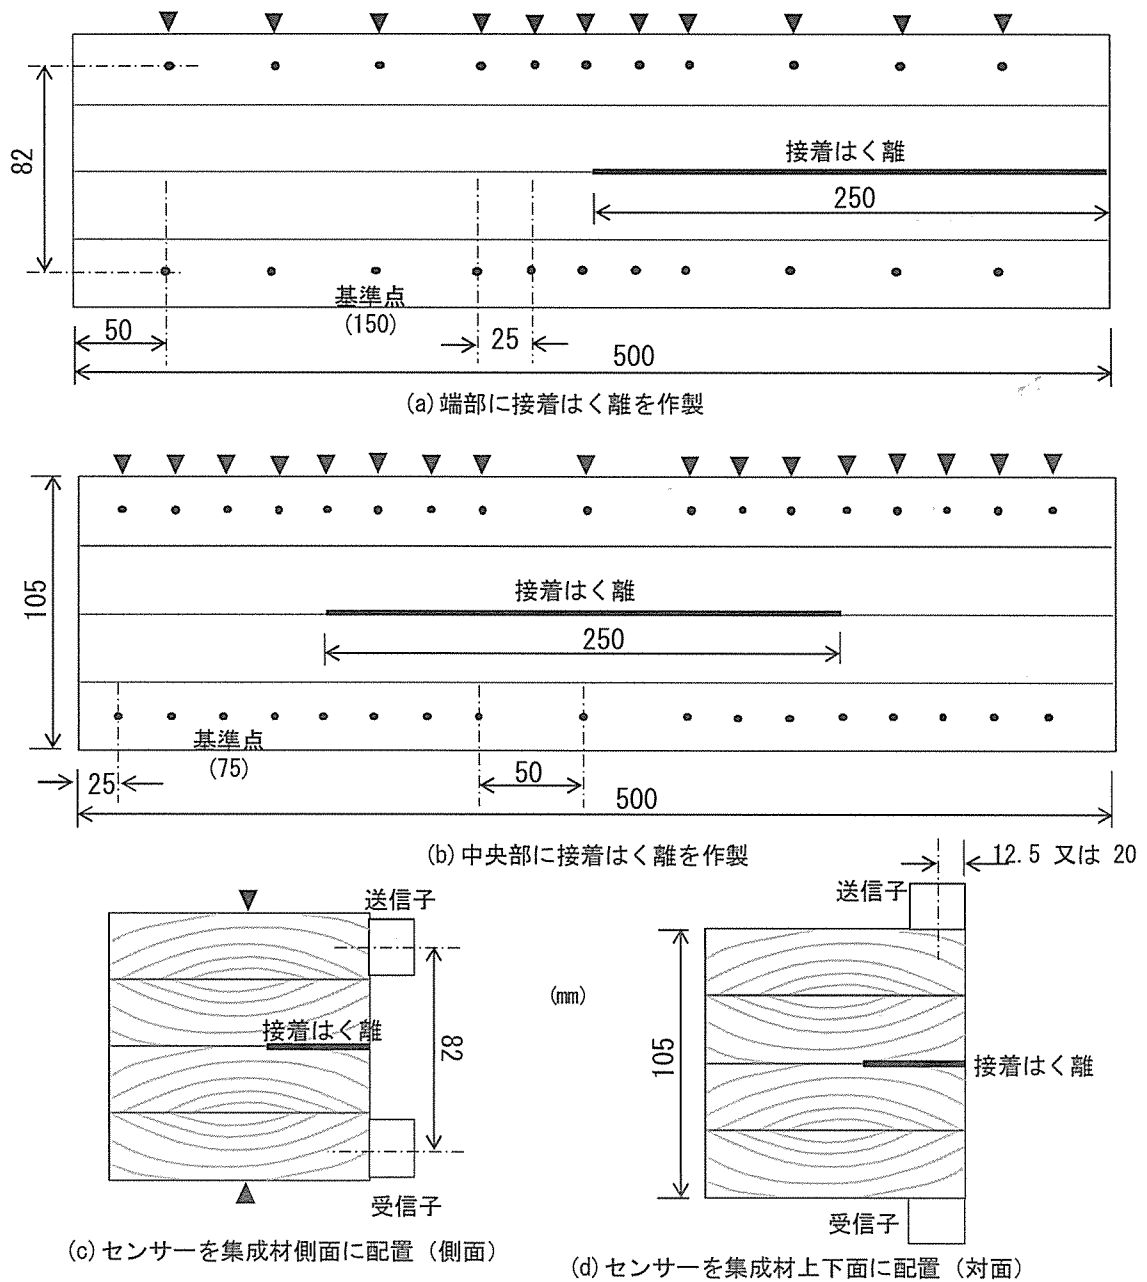 接着はく離
82
250
基準点
(150)
50
25
500
(a)端部に接着はく離を作製
接着はく離
105
250
基準点
(75)
25
50
500
(b)中央部に接着はく離を作製
12.5 又は 20
送信子
送信子
(mm)
接着はく離
82
105
接着はく離
受信子
受信子
(c)センサーを集成材側面に配置（側面）
(d)センサーを集成材上下面に配置（対面）